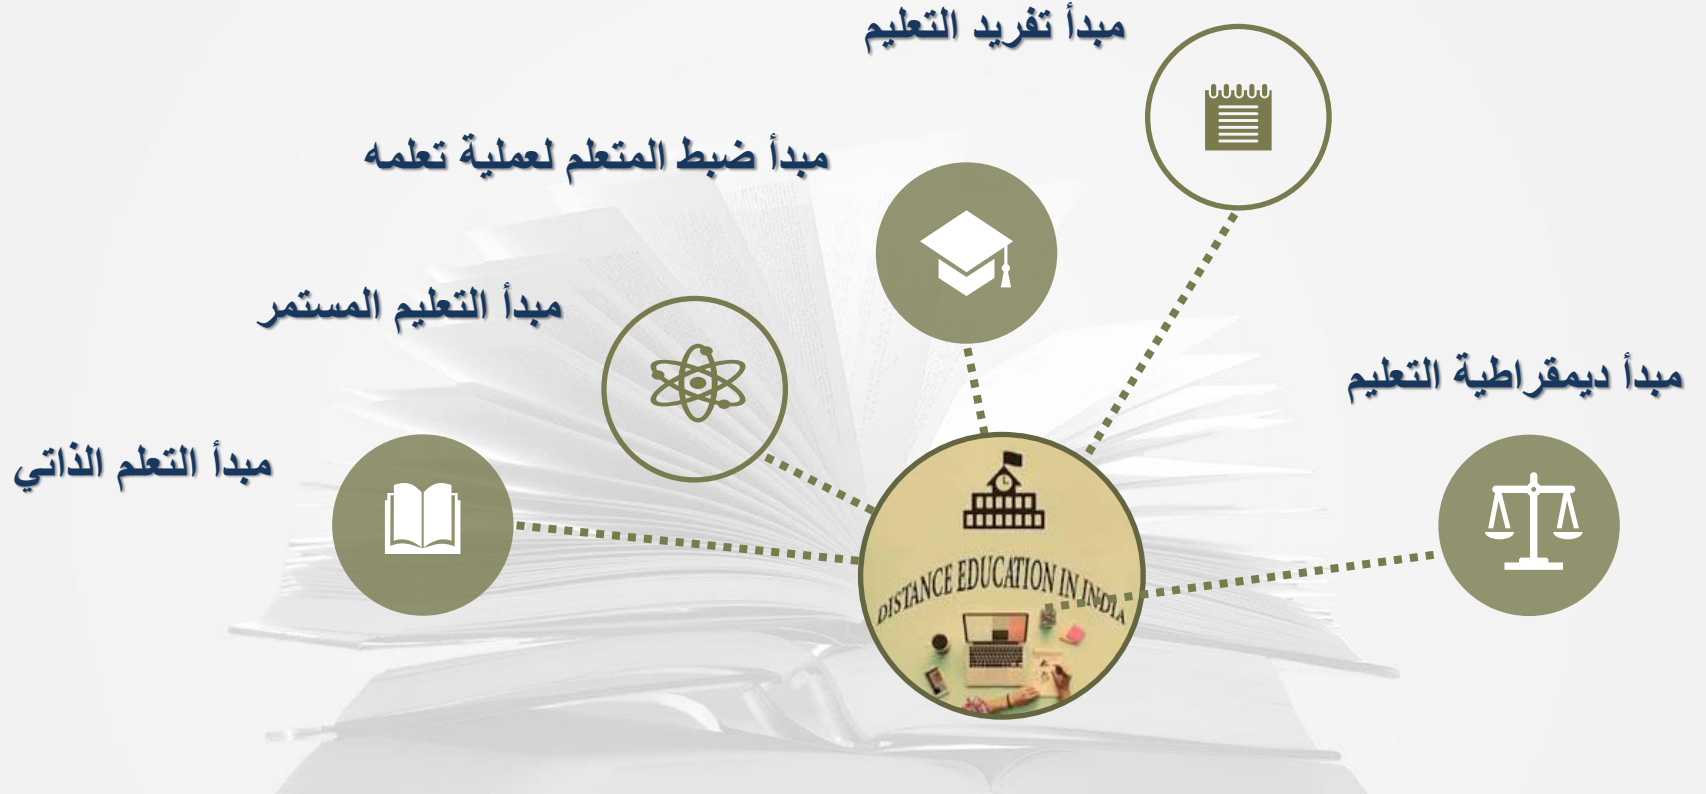 مبدأ تفريد التعليم
مبدأ ضبط المتعلم لعملية تعلمه
مبدأ التعليم المستمر
مبدأ ديمقراطية التعليم
مبدأ التعلم الذاتي
DISTANCE EDUCATION IN INDIA